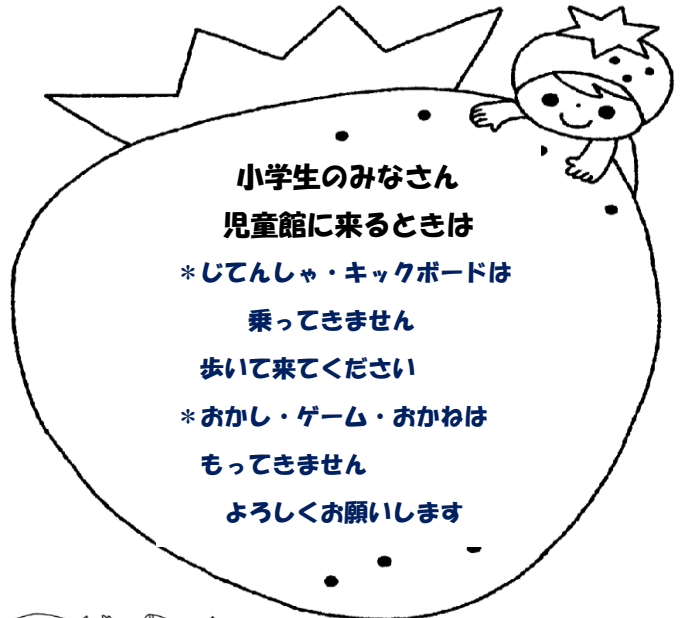 小学生のみなさん
児童館に来るときは
＊じてんしゃ・キックボードは
乗ってきません
歩いて来てください
＊おかし・ゲーム・おかねは
もってきません
よろしくお願いします